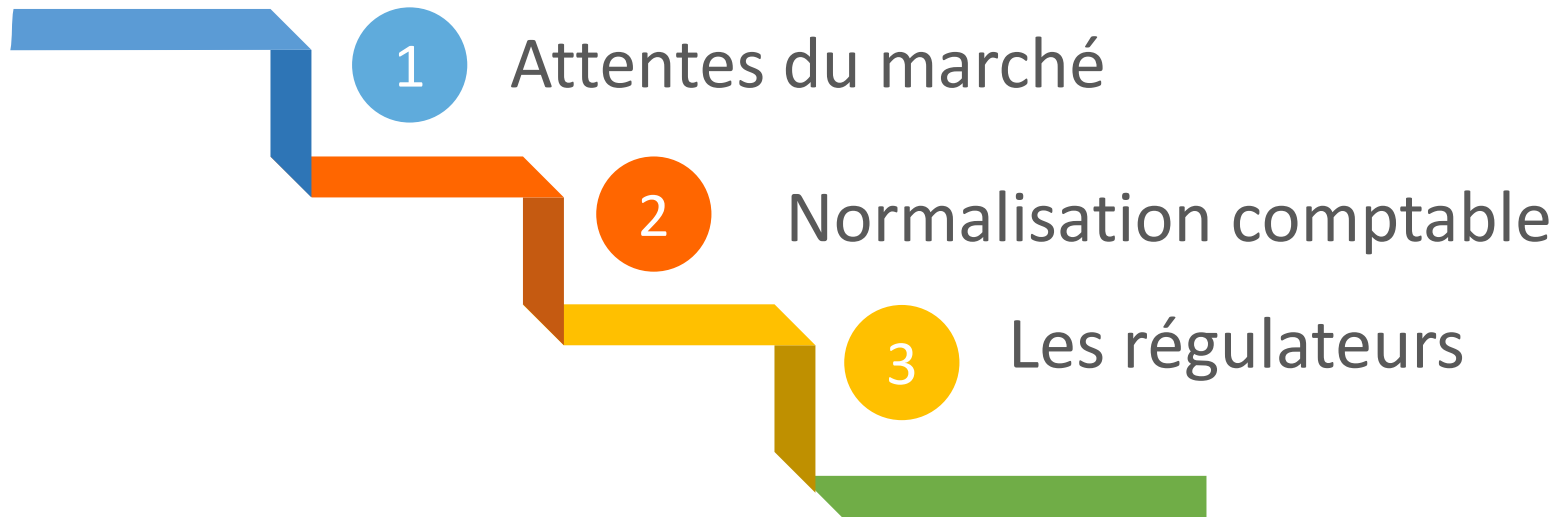 1 Attentes du marché
2 Normalisation comptable
3 Les régulateurs